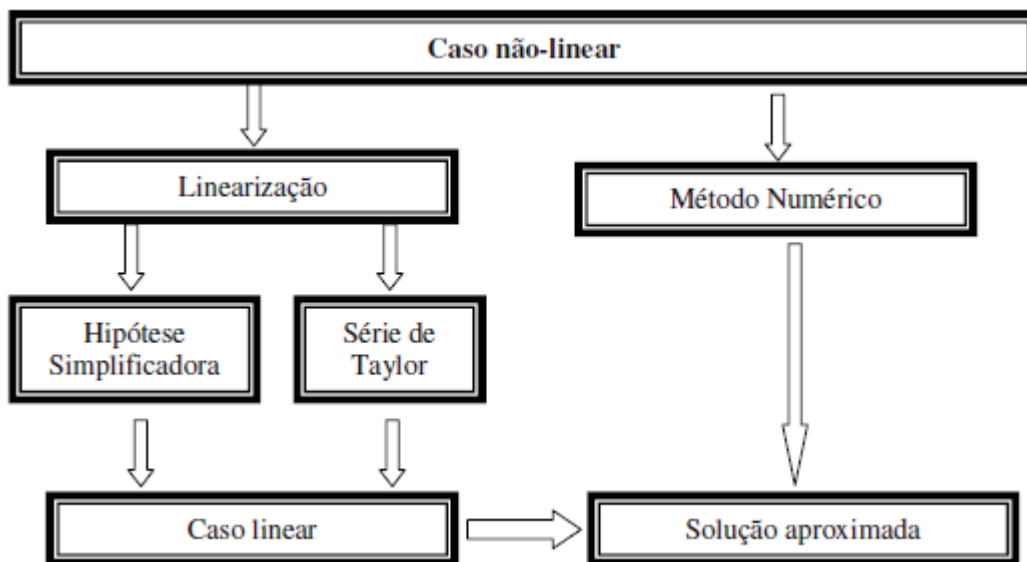 Caso não-linear
Linearização
Método Numérico
Hipótese
Simplificadora
Série de
Taylor
Caso linear
Solução aproximada